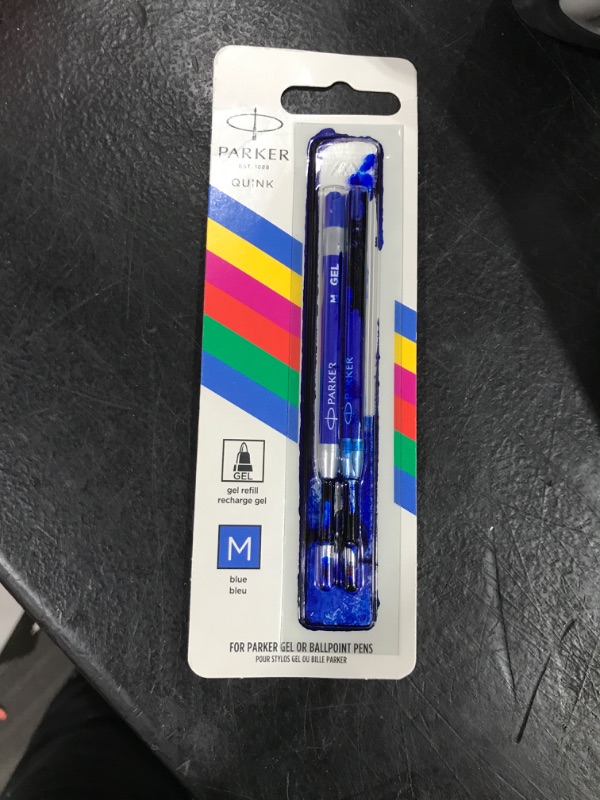 PARKER
EST. 1888
QUINK
M GEL
PARKER
PARKER
GEL
gel refill
recharge gel
M
blue
bleu
FOR PARKER GEL OR BALLPOINT PENS
POUR STYLOS GEL OU BILLE PARKER